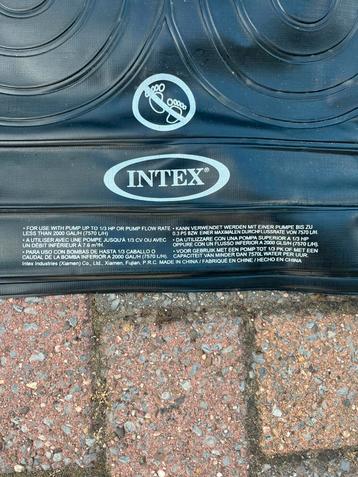 INTEX
• FOR USE WITH PUMP UP TO 1/3 HP OR PUMP FLOW RATE
LESS THAN 2000 GAL/H (7570 L/H).
• A UTILISER AVEC UNE POMPE JUSQU'À 1/3 CV OU AVEC
UN DÉBIT INFÉRIEUR À 7.6 m³/H.
• PARA USO CON BOMBAS DE HASTA 1/3 CABALLO O
CAUDAL DE LA BOMBA INFERIOR A 2000 GAL/H (7570 L/H).
• KANN VERWENDET WERDEN MIT EINER PUMPE BIS ZU
0.3 PS BZW. EINER MAXIMALEN DURCHFLUSSRATE VON 7570 L/H.
• DA UTILIZZARE CON UNA POMPA SUPERIORE A 1/3 HP
OPPURE CON UN FLUSSO INFERIORE A 2000 GAL/H (7570 L/H).
• VOOR GEBRUIK MET EEN POMPT TOT 1/3 PK OF MET EEN
CAPACITEIT VAN MINDER DAN 7570L WATER PER UUR.
Intex Industries (Xiamen) Co., Ltd., Xiamen, Fujian, P.R.C. MADE IN CHINA / FABRIQUÉ EN CHINE / HECHO EN CHINA